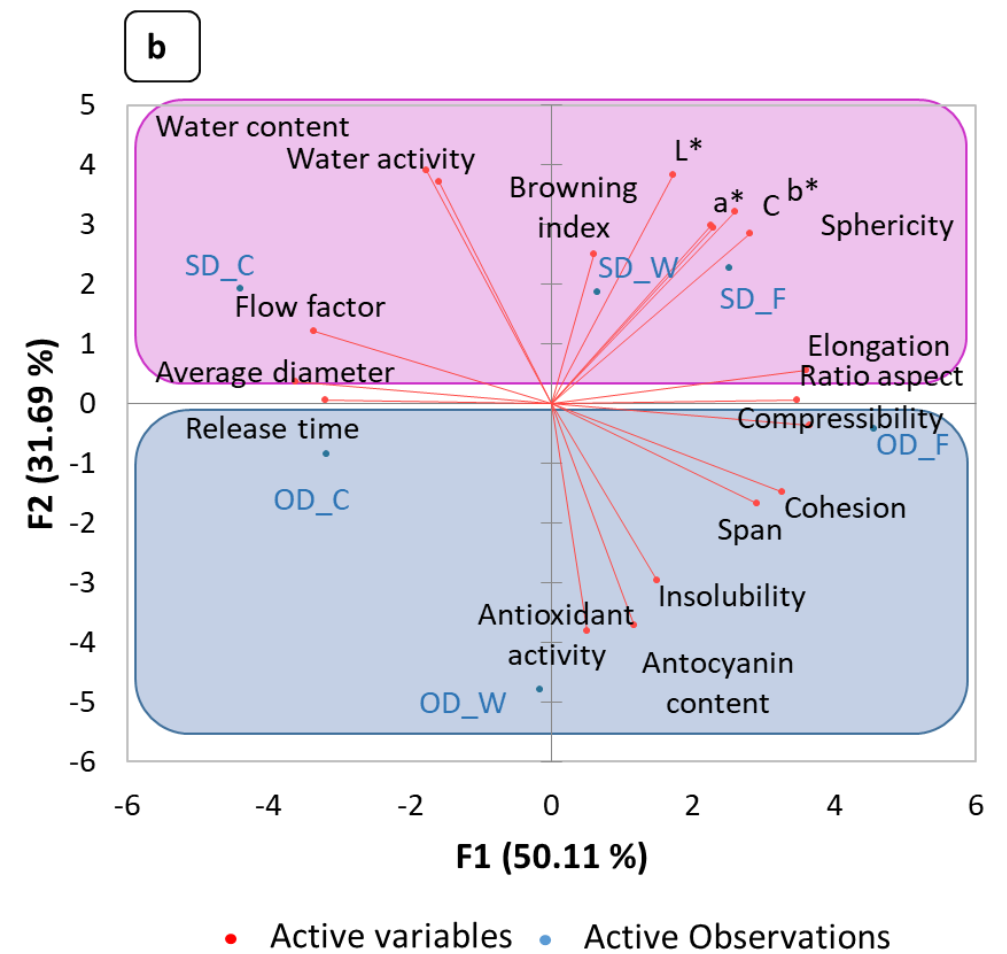 b
5
Water content
4
Water activity
L*
Browning
index
a*
C
b*
3
Sphericity
SD_C
SD_W
SD_F
2
Flow factor
1
Elongation
Average diameter
Ratio aspect
0
Compressibility
Release time
OD_F
-1
OD_C
Cohesion
-2
Span
-3
Insolubility
Antioxidant
activity
-4
Antocyanin
content
-5
OD_W
-6
-6 -4 -2 0 2 4 6
F2 (31.69 %)
F1 (50.11 %)
Active variables
Active Observations